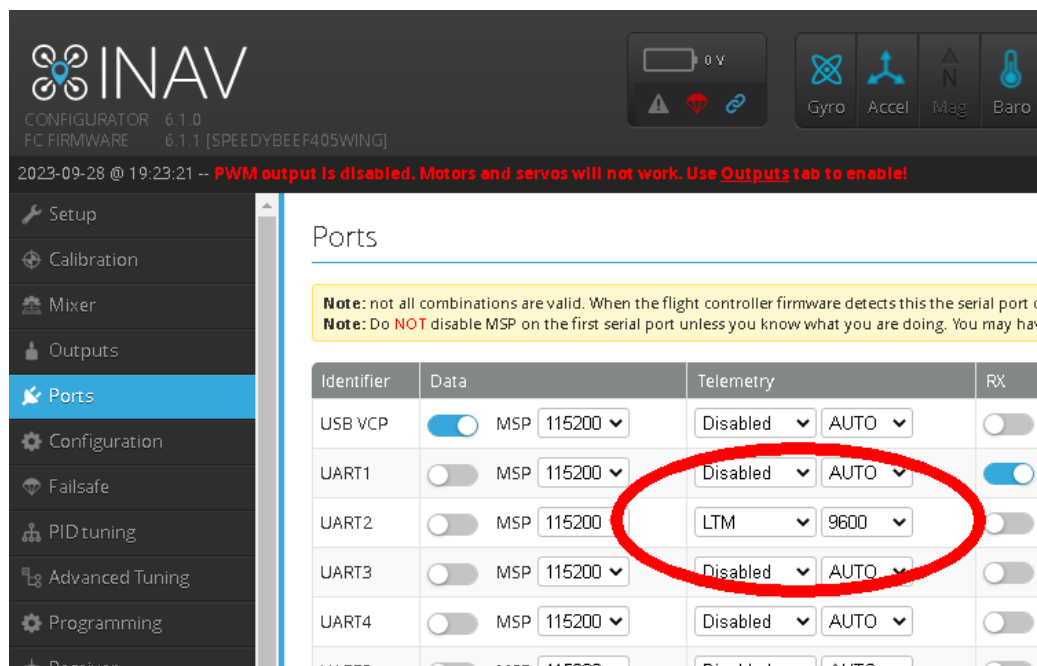 INAV
0 V
CONFIGURATOR 6.1.0
FC FIRMWARE 6.1.1 [SPEEDYBEEF405WING]
N
Gyro Accel Mag Baro
2023-09-28 @ 19:23:21 -- PWM output is disabled. Motors and servos will not work. Use Outputs tab to enable!
Setup
Calibration
Mixer
Outputs
Ports
Configuration
Failsafe
PID tuning
Advanced Tuning
Programming
Ports
Note: not all combinations are valid. When the flight controller firmware detects this the serial port
Note: Do NOT disable MSP on the first serial port unless you know what you are doing. You may
Identifier Data Telemetry RX
USB VCP MSP 115200 Disabled AUTO
UART1 MSP 115200 Disabled AUTO
UART2 MSP 115200 LTM 9600
UART3 MSP 115200 Disabled AUTO
UART4 MSP 115200 Disabled AUTO